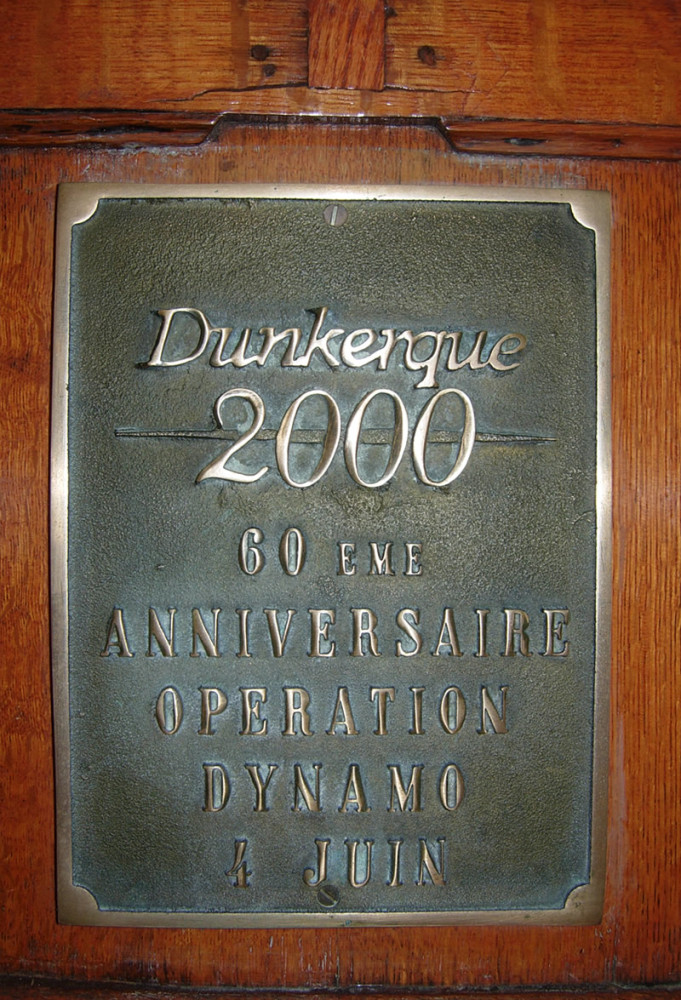 Dunkerque
2000
60 EME
ANNIVERSAIRE
OPERATION
DYNAMO
4 JUIN